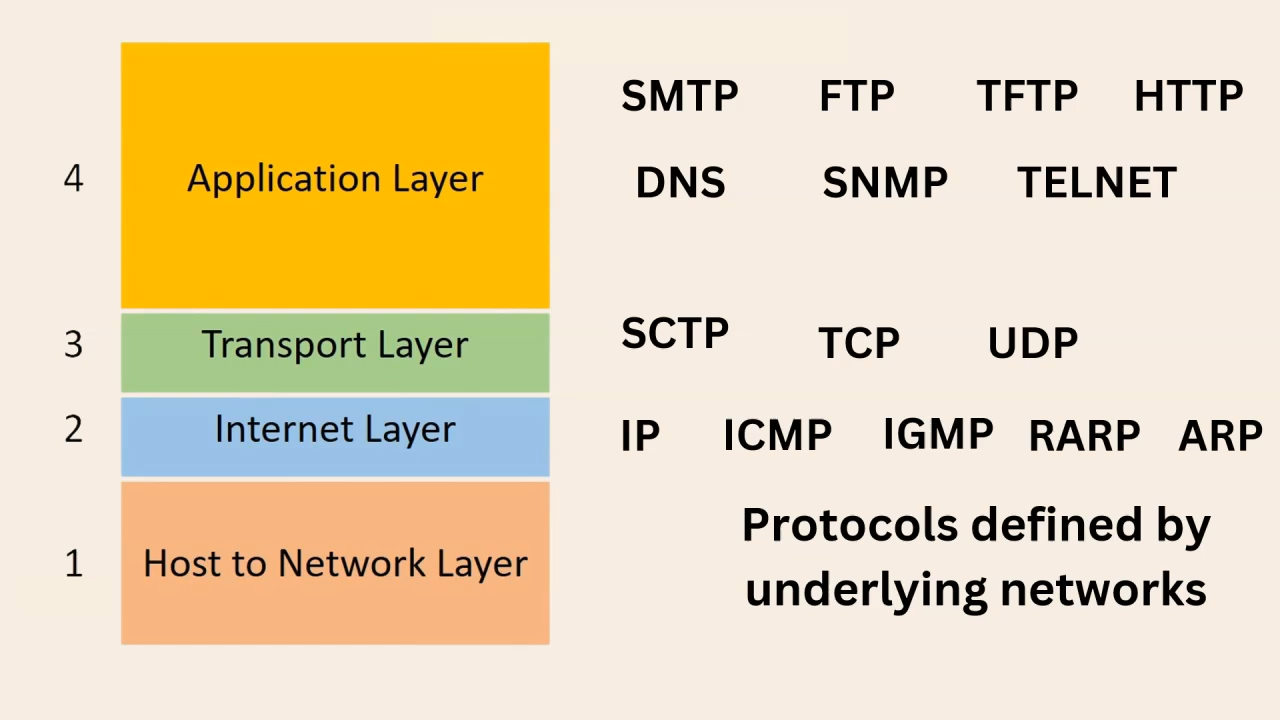 SMTP FTP TFTP HTTP
4 Application Layer DNS SNMP TELNET
3 Transport Layer SCTP TCP UDP
2 Internet Layer IP ICMP IGMP RARP ARP
1 Host to Network Layer
Protocols defined by
underlying networks